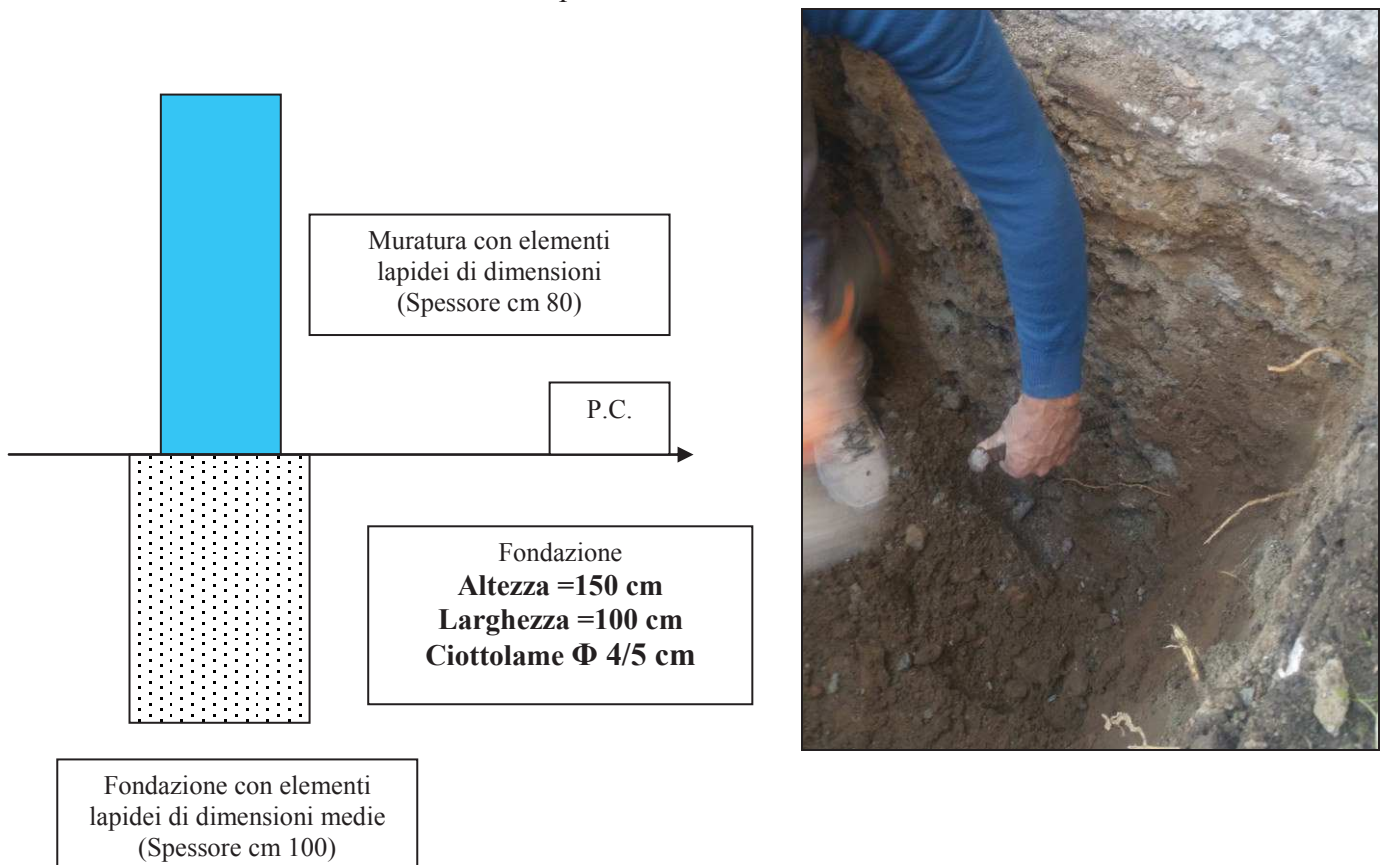 Muratura con elementi
lapidei di dimensioni
(Spessore cm 80)
P.C.
Fondazione
Altezza =150 cm
Larghezza =100 cm
Ciottolame Φ 4/5 cm
Fondazione con elementi
lapidei di dimensioni medie
(Spessore cm 100)